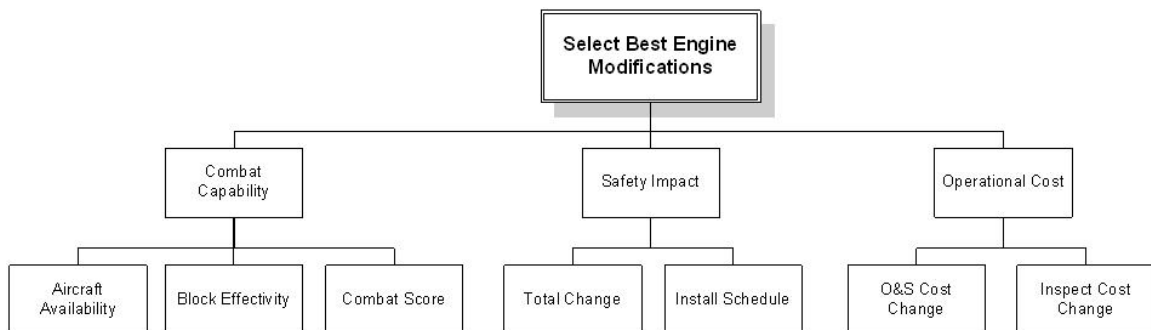 Select Best Engine
Modifications
Combat
Capability
Safety Impact
Operational Cost
Aircraft
Availability
Block Effectivity
Combat Score
Total Change
Install Schedule
O&S Cost
Change
Inspect Cost
Change